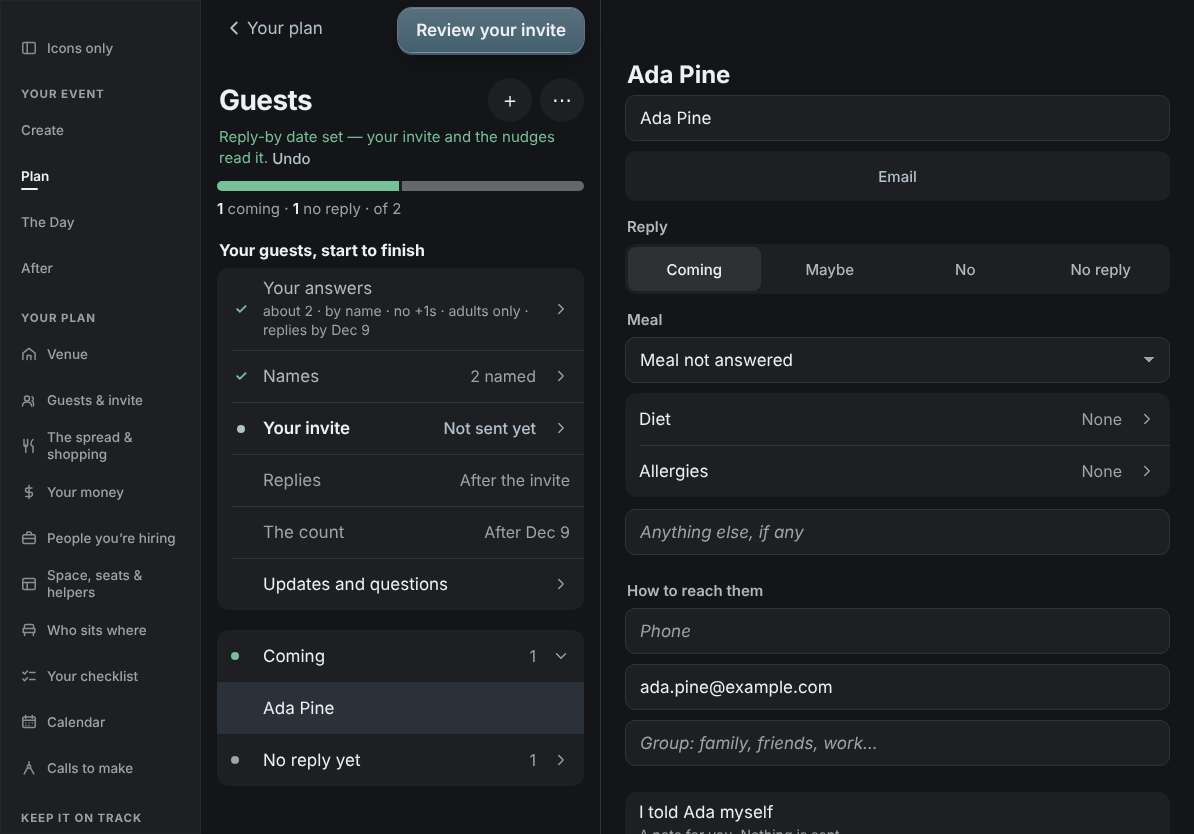 Icons only
YOUR EVENT
Create
Plan
The Day
After
YOUR PLAN
Venue
Guests & invite
The spread &
shopping
Your money
People you’re hiring
Space, seats &
helpers
Who sits where
Your checklist
Calendar
Calls to make
KEEP IT ON TRACK
Your plan
Review your invite
Guests
Reply-by date set — your invite and the nudges
read it. Undo
1 coming · 1 no reply · of 2
Your guests, start to finish
Your answers
about 2 · by name · no +1s · adults only ·
replies by Dec 9
Names 2 named
Your invite Not sent yet
Replies After the invite
The count After Dec 9
Updates and questions
Coming 1
Ada Pine
No reply yet 1
Ada Pine
Ada Pine
Email
Reply
Coming Maybe No No reply
Meal
Meal not answered
Diet None
Allergies None
Anything else, if any
How to reach them
Phone
ada.pine@example.com
Group: family, friends, work...
I told Ada myself
A note for you. Nothing is sent